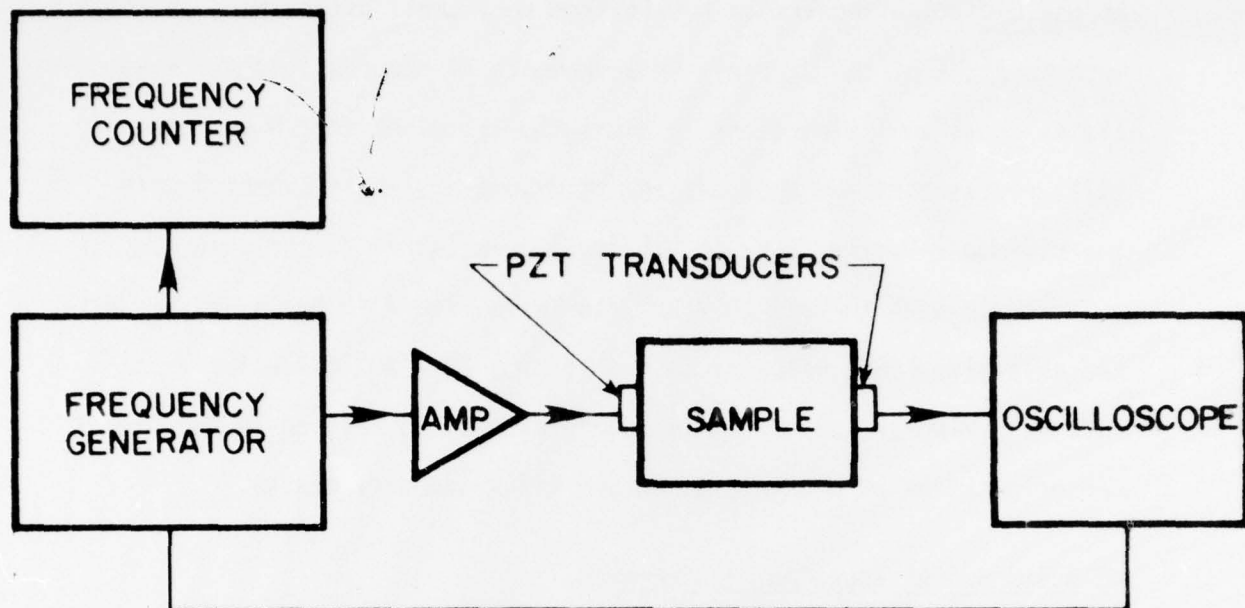 FREQUENCY
COUNTER
PZT TRANSDUCERS
FREQUENCY
GENERATOR
AMP
SAMPLE
OSCILLOSCOPE